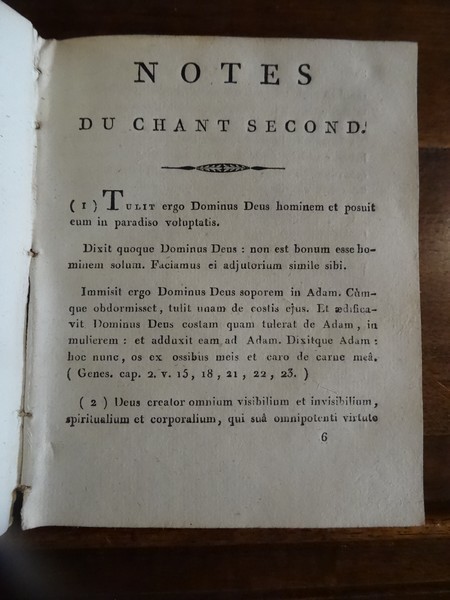 NOTES
DU CHANT SECOND.
( 1 ) TULIT ergo Dominus Deus hominem et posuit
eum in paradiso voluptatis.
Dixit quoque Dominus Deus : non est bonum esse ho-
minem solum. Faciamus ei adjutorium simile sibi.
Immisit ergo Dominus Deus soporem in Adam. Cùm-
que obdormisset, tulit unam de costis ejus. Et ædifica-
vit Dominus Deus costam quam tulerat de Adam, in
mulierem : et adduxit eam ad Adam. Dixitque Adam :
hoc nunc, os ex ossibus meis et caro de carne meâ.
( Genes. cap. 2. v. 15, 18, 21, 22, 23. )
( 2 ) Deus creator omnium visibilium et invisibilium,
spiritualium et corporalium, qui suâ omnipotenti virtute
6